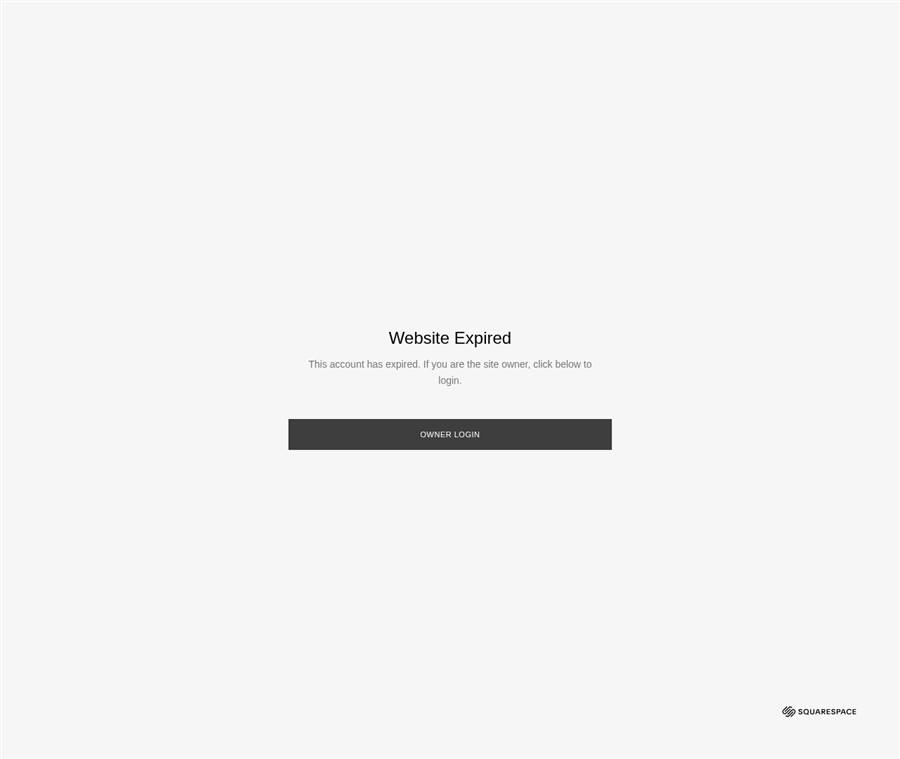 Website Expired
This account has expired. If you are the site owner, click below to
login.
OWNER LOGIN
SQUARESPACE